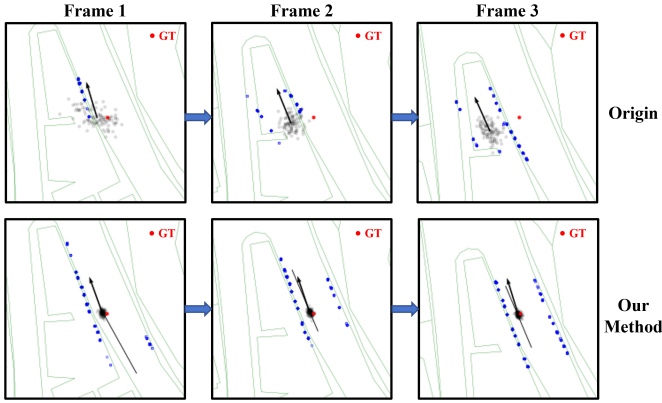 Frame 1
Frame 2
Frame 3
GT
GT
GT
Origin
GT
GT
GT
Our
Method